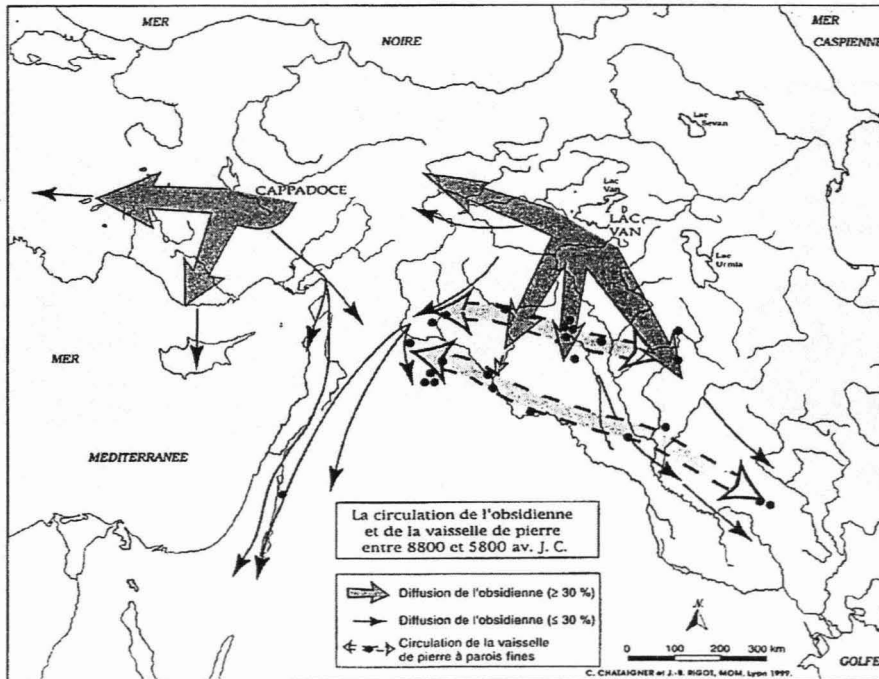 MER
NOIRE
MER
CASPIENNE
Lac
Sevan
CAPPADOCE
Lac
Van
LAC
VAN
Lac
Urmia
MER
MEDITERRANEE
La circulation de l'obsidienne
et de la vaisselle de pierre
entre 8800 et 5800 av. J. C.
Diffusion de l'obsidienne (≥ 30 %)
Diffusion de l'obsidienne (≤ 30 %)
Circulation de la vaisselle
de pierre à parois fines
N
0 100 200 300 km
GOLFE
C. CHATAIGNER et J.-B. RIGOT, MOM, Lyon 1999.